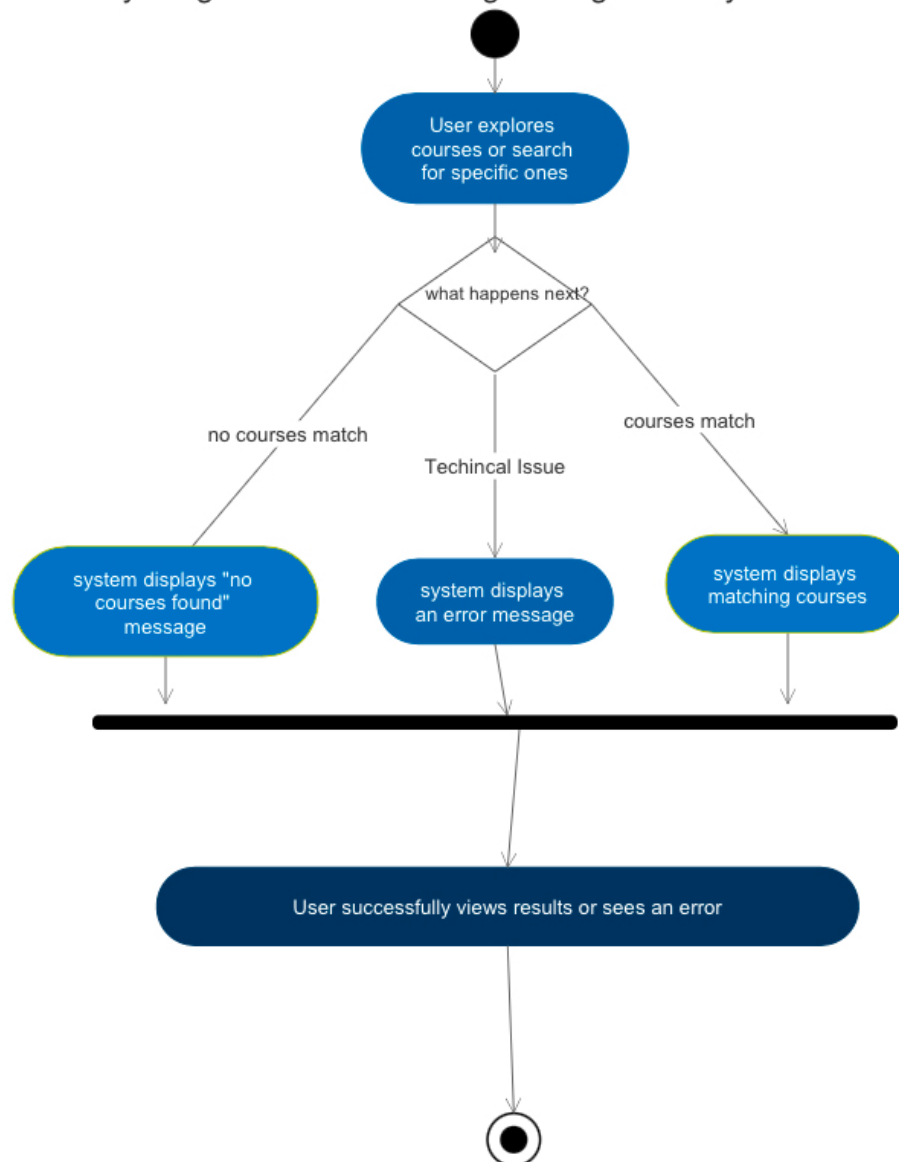 User explores
courses or search
for specific ones
what happens next?
no courses match
courses match
Techincal Issue
system displays "no
courses found"
message
system displays
an error message
system displays
matching courses
User successfully views results or sees an error